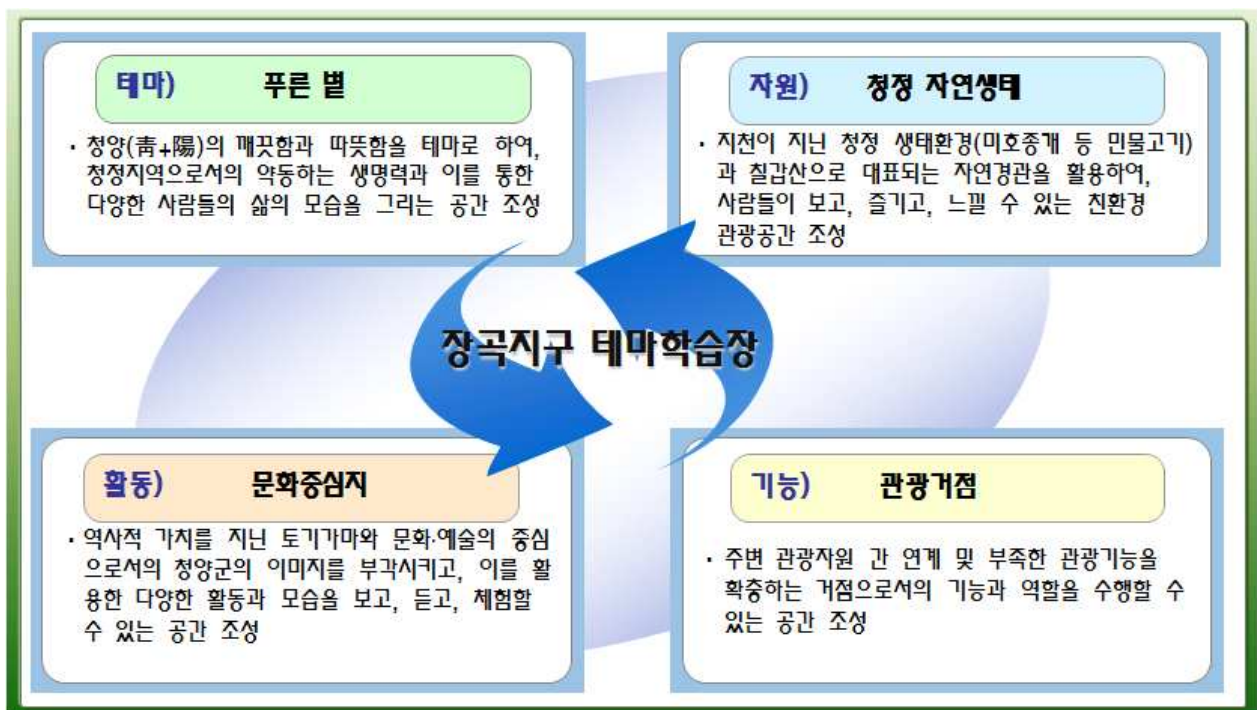 테마) 푸른 별
· 청양(靑+陽)의 깨끗함과 따뜻함을 테마로 하여,
청정지역으로서의 약동하는 생명력과 이를 통한
다양한 사람들의 삶의 모습을 그리는 공간 조성
자원) 청정 자연생태
· 지천이 지닌 청정 생태환경(미호종개 등 민물고기)
과 칠갑산으로 대표되는 자연경관을 활용하여,
사람들이 보고, 즐기고, 느낄 수 있는 친환경
관광공간 조성
장곡지구 테마학습장
활동) 문화중심지
· 역사적 가치를 지닌 토기가마와 문화·예술의 중심
으로서의 청양군의 이미지를 부각시키고, 이를 활
용한 다양한 활동과 모습을 보고, 듣고, 체험할
수 있는 공간 조성
기능) 관광거점
· 주변 관광자원 간 연계 및 부족한 관광기능을
확충하는 거점으로서의 기능과 역할을 수행할 수
있는 공간 조성